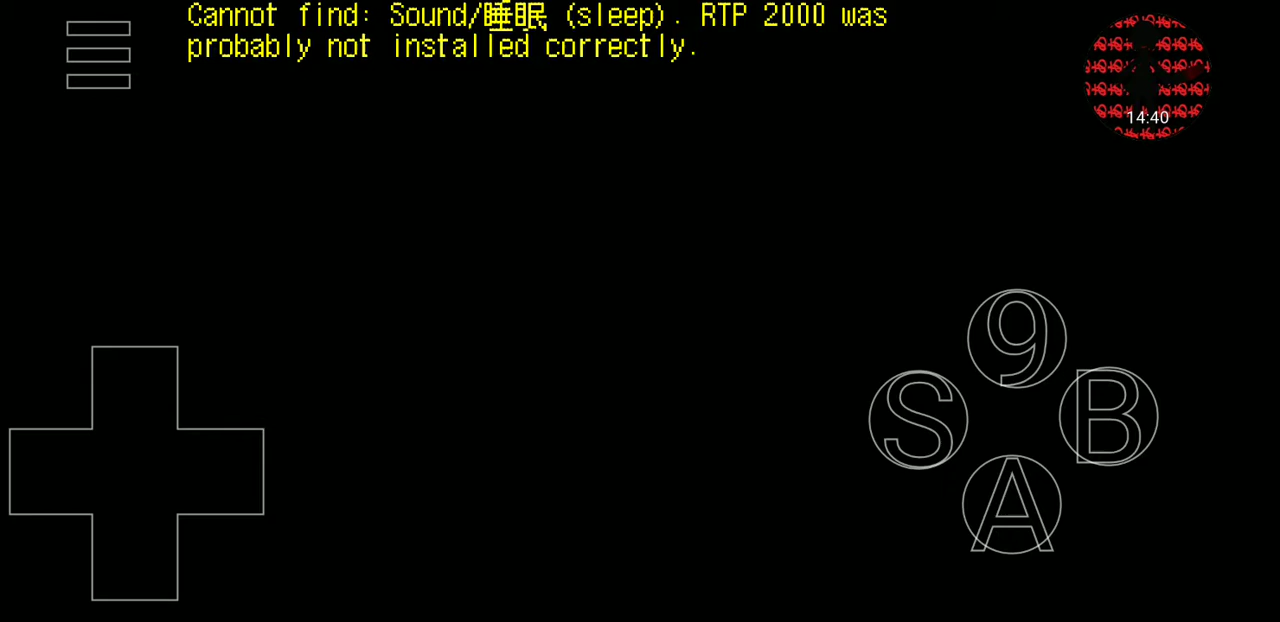 Cannot find: Sound/睡眠 (sleep). RTP 2000 was
probably not installed correctly.
14:40
9
S
B
A